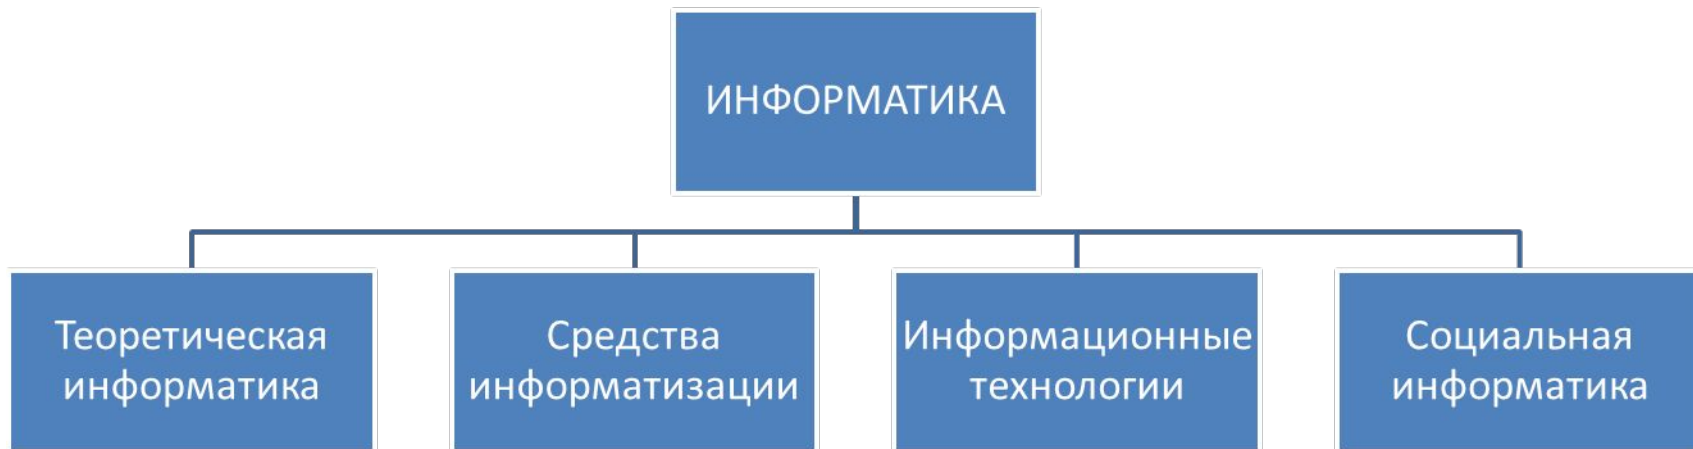 ИНФОРМАТИКА
Теоретическая
информатика
Средства
информатизации
Информационные
технологии
Социальная
информатика